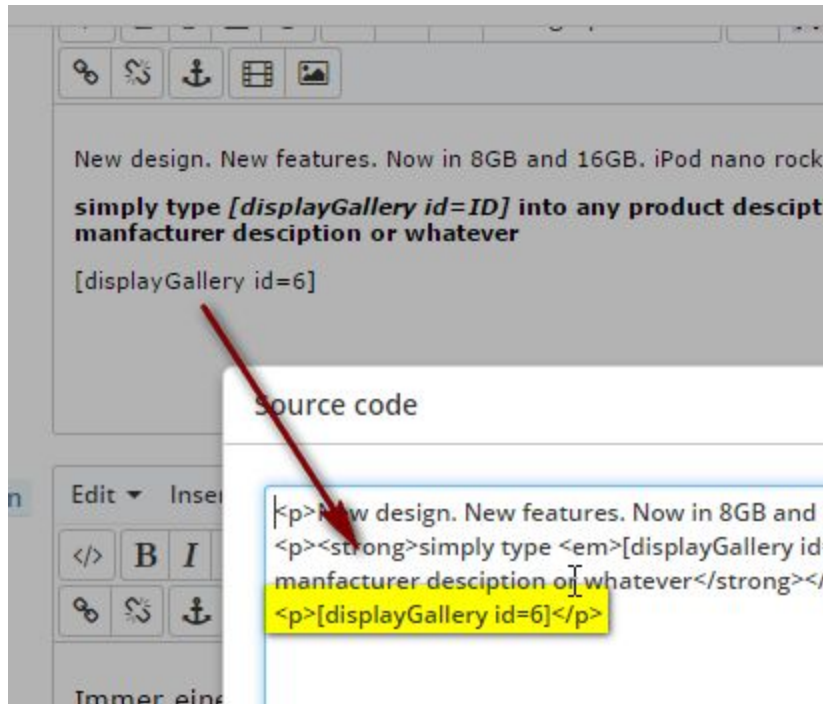 New design. New features. Now in 8GB and 16GB. iPod nano rock
simply type [displayGallery id=ID] into any product descipt
manfacturer desciption or whatever
[displayGallery id=6]
Source code
Edit
<p>New design. New features. Now in 8GB and
</> B I
<p><strong>simply type <em>[displayGallery id
manfacturer desciption or whatever</strong></
<p>[displayGallery id=6]</p>
Immer eine